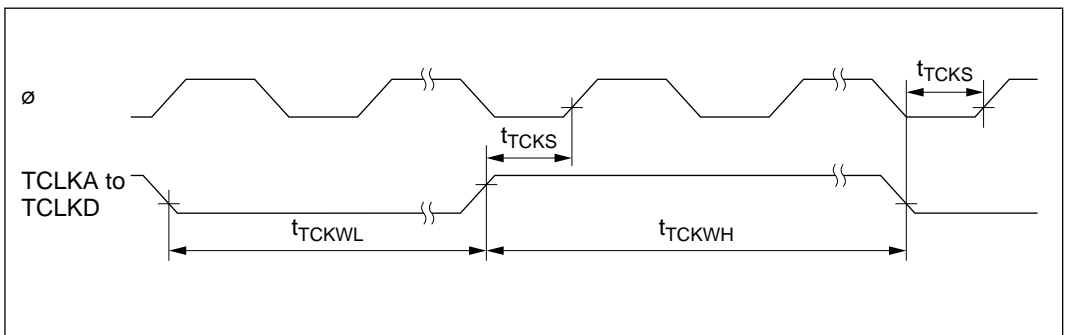 ø
tTCKS
tTCKS
TCLKA to
TCLKD
tTCKWL
tTCKWH